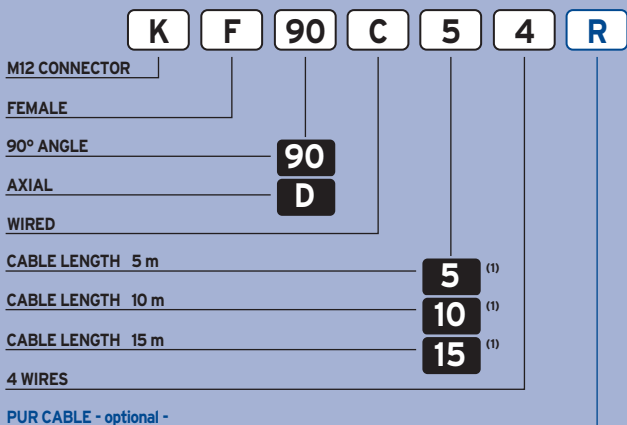 K F 90 C 5 4 R
M12 CONNECTOR
FEMALE
90° ANGLE 90
AXIAL D
WIRED
CABLE LENGTH 5 m 5 (1)
CABLE LENGTH 10 m 10 (1)
CABLE LENGTH 15 m 15 (1)
4 WIRES
PUR CABLE - optional -